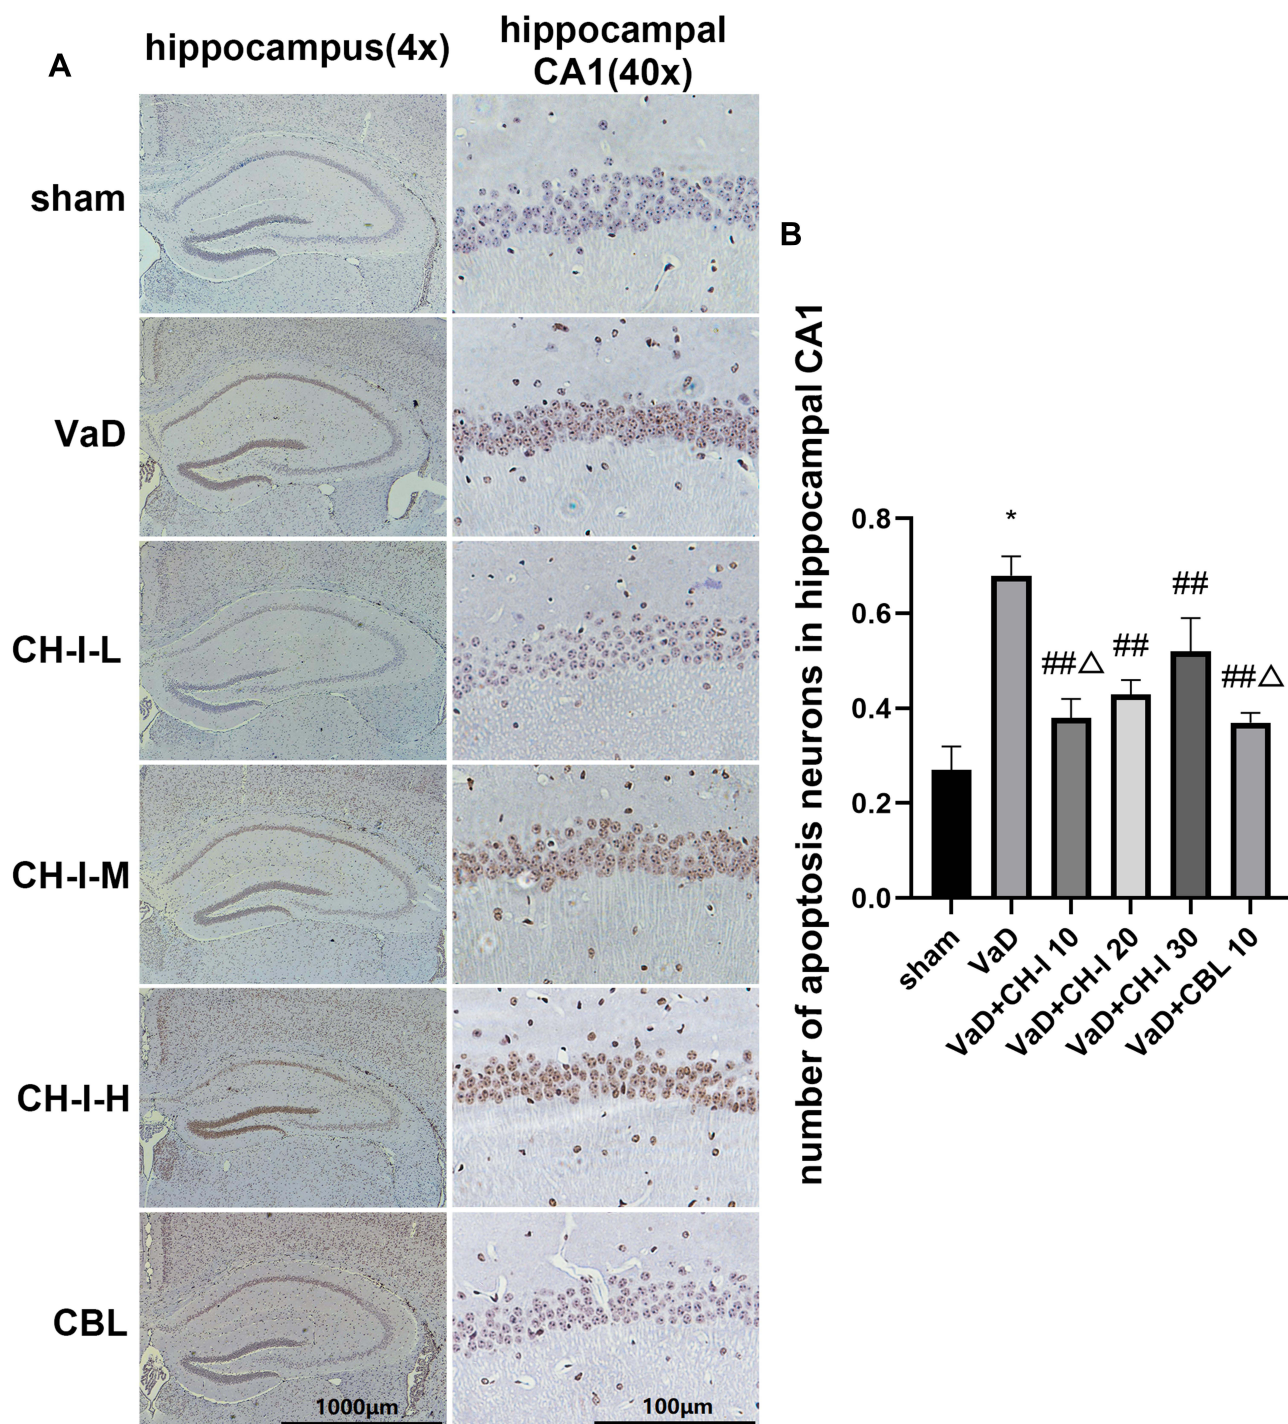 A
hippocampus(4x)
hippocampal
CA1(40x)
sham
VaD
CH-I-L
CH-I-M
CH-I-H
CBL
1000μm
100μm
B
number of apoptosis neurons in hippocampal CA1
0.8
0.6
0.4
0.2
0.0
*
##△
##
##
##△
sham
VaD
VaD+CH-I 10
VaD+CH-I 20
VaD+CH-I 30
VaD+CBL 10